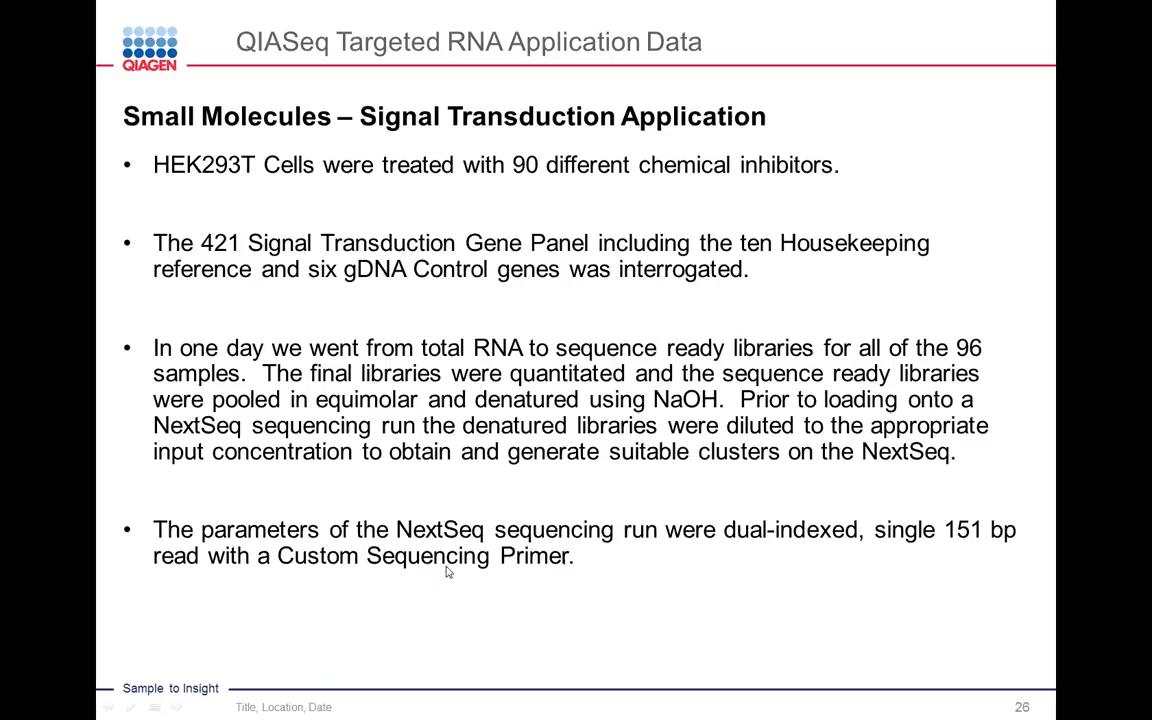 QIAGEN
QIASeq Targeted RNA Application Data
Small Molecules – Signal Transduction Application
• HEK293T Cells were treated with 90 different chemical inhibitors.
• The 421 Signal Transduction Gene Panel including the ten Housekeeping
reference and six gDNA Control genes was interrogated.
• In one day we went from total RNA to sequence ready libraries for all of the 96
samples.  The final libraries were quantitated and the sequence ready libraries
were pooled in equimolar and denatured using NaOH.  Prior to loading onto a
NextSeq sequencing run the denatured libraries were diluted to the appropriate
input concentration to obtain and generate suitable clusters on the NextSeq.
• The parameters of the NextSeq sequencing run were dual-indexed, single 151 bp
read with a Custom Sequencing Primer.
Sample to Insight
Title, Location, Date
26